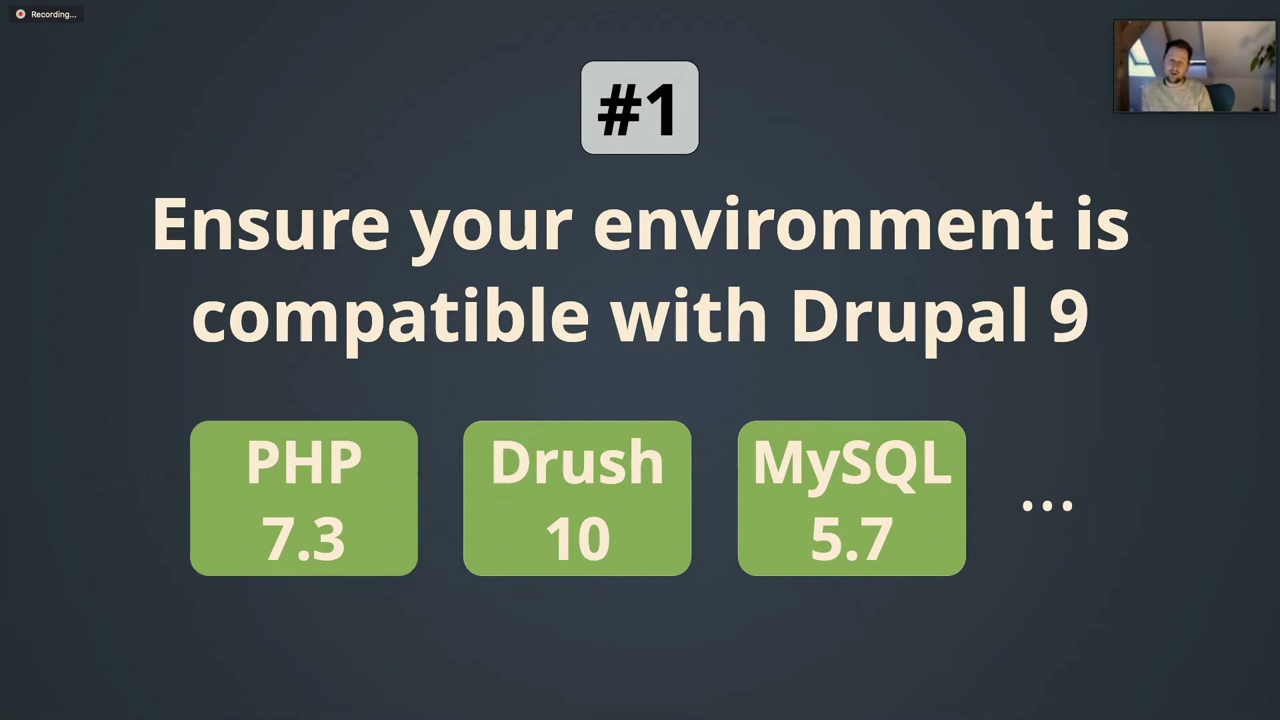 Recording...
#1
Ensure your environment is
compatible with Drupal 9
PHP
7.3
Drush
10
MySQL
5.7
...